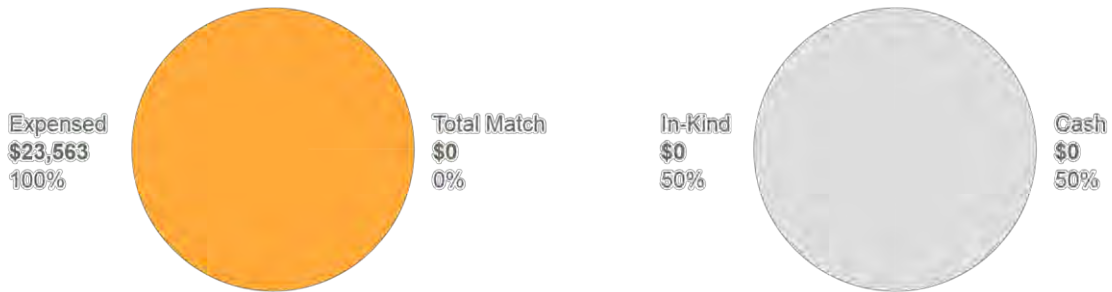 Expensed
$23,563
100%
Total Match
$0
0%
In-Kind
$0
50%
Cash
$0
50%